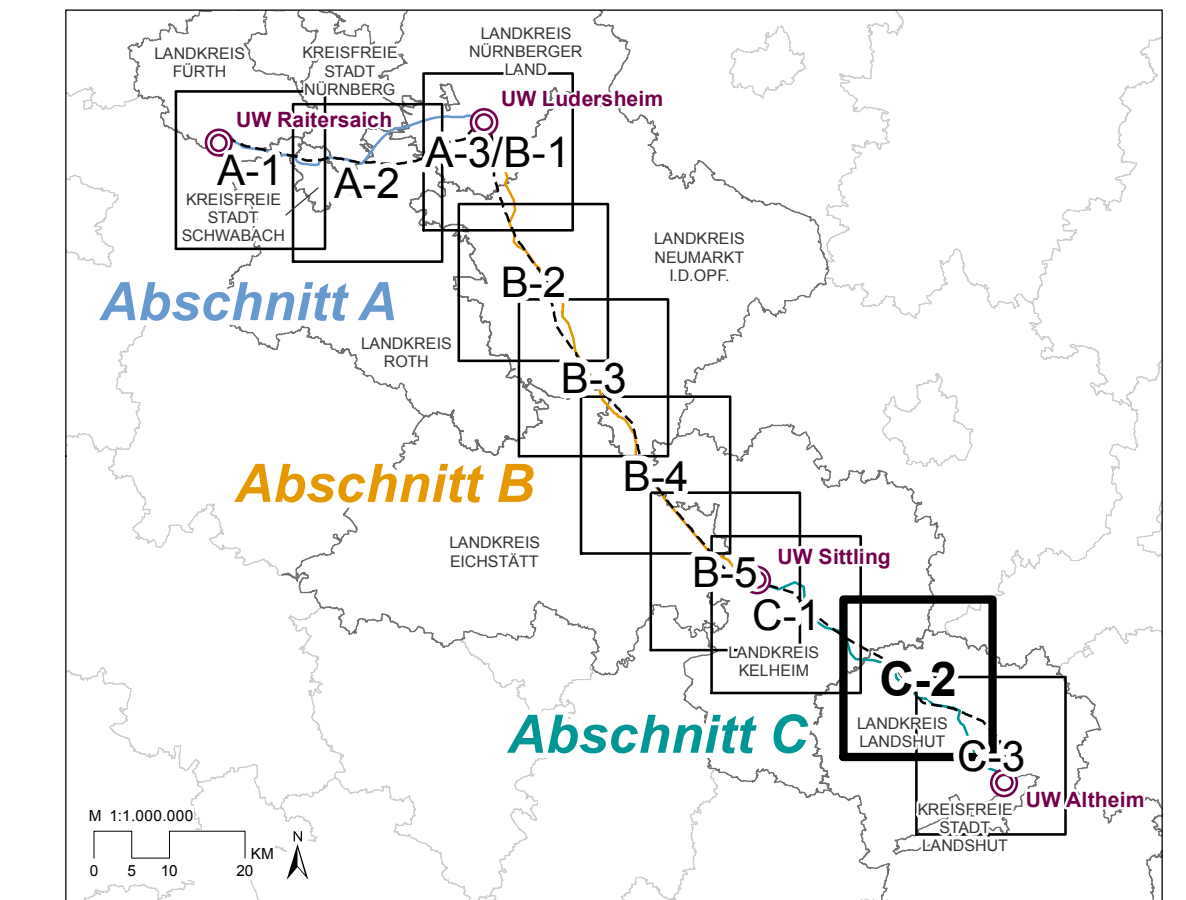 LANDKREIS
FÜRTH
KREISFREIE
STADT
NÜRNBERG
LANDKREIS
NÜRNBERGER
LAND
UW Raitersaich
UW Ludersheim
A-1
A-2
A-3/B-1
KREISFREIE
STADT
SCHWABACH
LANDKREIS
NEUMARKT
I.D.OPF.
B-2
Abschnitt A
LANDKREIS
ROTH
B-3
Abschnitt B
B-4
LANDKREIS
EICHSTÄTT
UW Sittling
B-5
C-1
LANDKREIS
KELHEIM
C-2
Abschnitt C
LANDKREIS
LANDSHUT
C-3
UW Altheim
KREISFREIE
STADT
LANDSHUT
M 1:1.000.000
KM
0 5 10 20
N